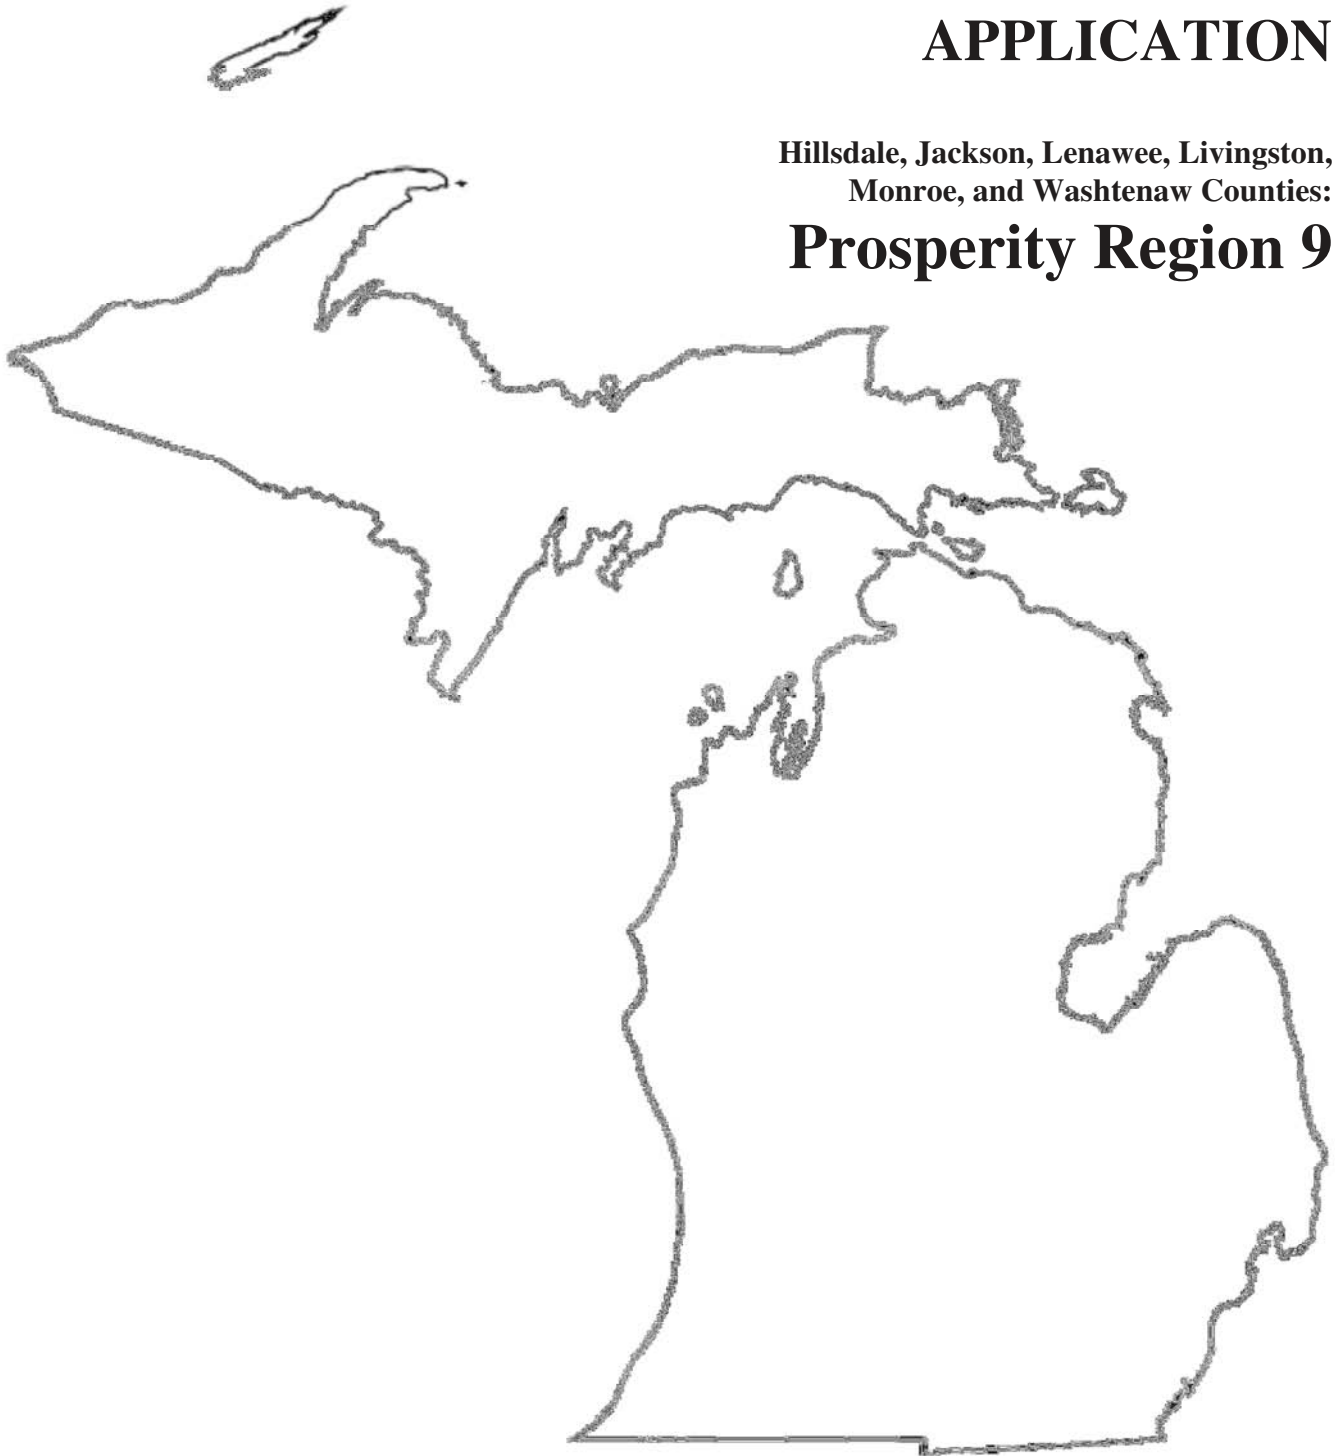 APPLICATION
Hillsdale, Jackson, Lenawee, Livingston,
Monroe, and Washtenaw Counties:
Prosperity Region 9